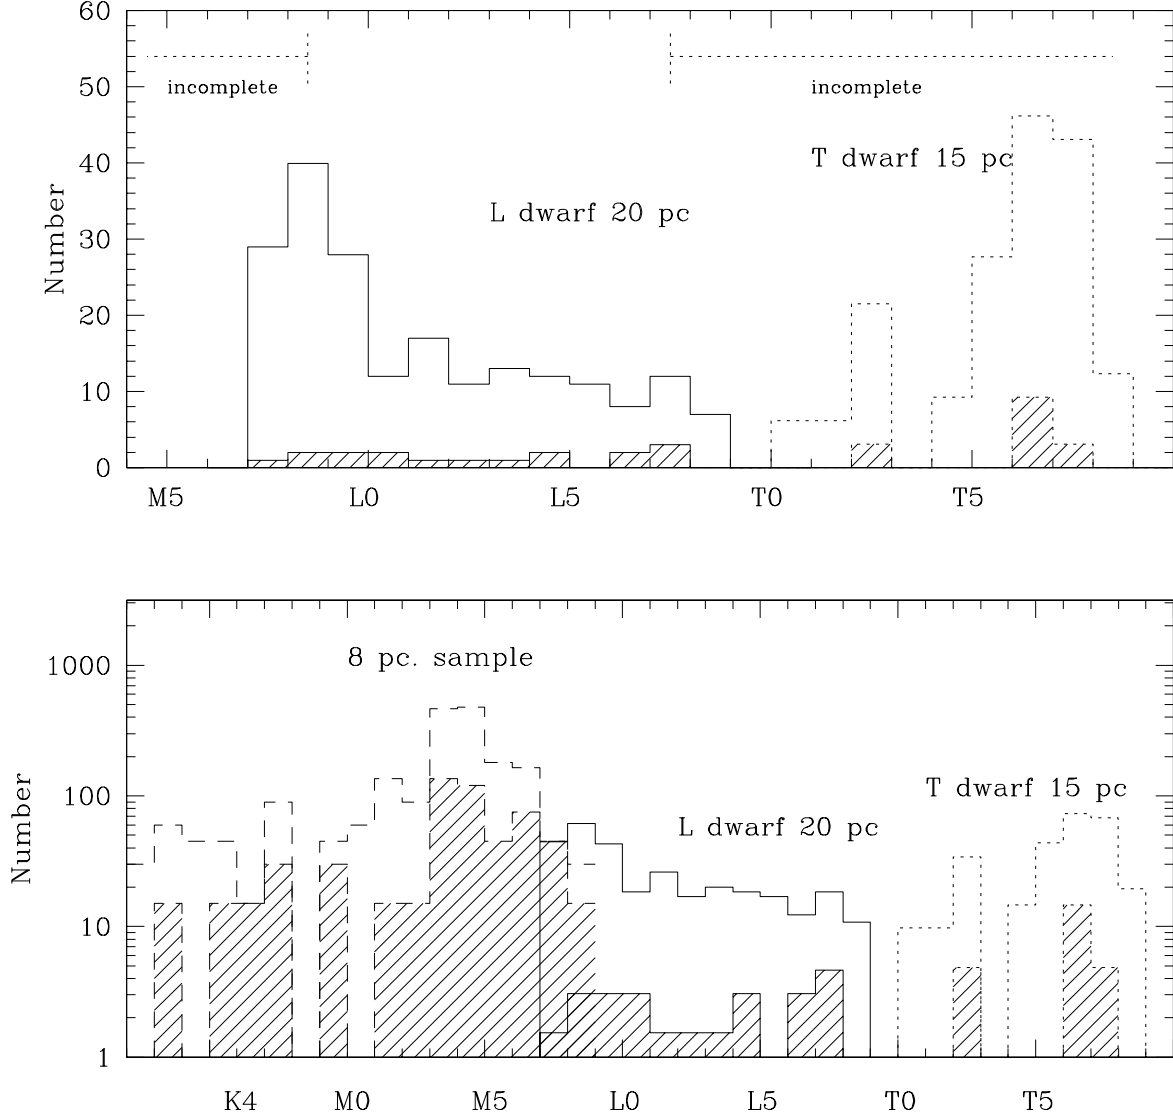 60
incomplete incomplete
50
T dwarf 15 pc
40
L dwarf 20 pc
30
Number
20
10
0
M5 L0 L5 T0 T5
8 pc. sample
1000
T dwarf 15 pc
100
L dwarf 20 pc
Number
10
1
K4 M0 M5 L0 L5 T0 T5